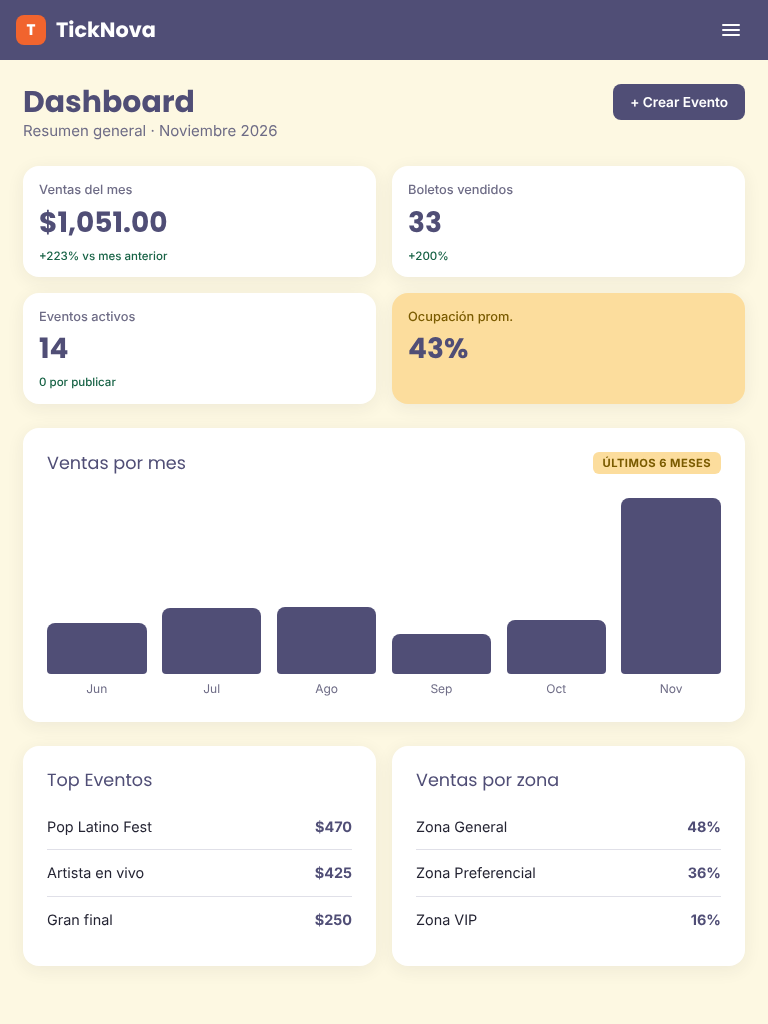 T TickNova
Dashboard
+ Crear Evento
Resumen general · Noviembre 2026
Ventas del mes
$1,051.00
+223% vs mes anterior
Boletos vendidos
33
+200%
Eventos activos
14
0 por publicar
Ocupación prom.
43%
Ventas por mes
ÚLTIMOS 6 MESES
Jun Jul Ago Sep Oct Nov
Top Eventos
Pop Latino Fest $470
Artista en vivo $425
Gran final $250
Ventas por zona
Zona General 48%
Zona Preferencial 36%
Zona VIP 16%